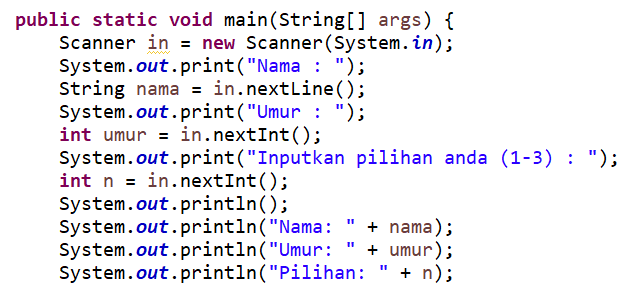 public static void main(String[] args) {
    Scanner in = new Scanner(System.in);
    System.out.print("Nama : ");
    String nama = in.nextLine();
    System.out.print("Umur : ");
    int umur = in.nextInt();
    System.out.print("Inputkan pilihan anda (1-3) : ");
    int n = in.nextInt();
    System.out.println();
    System.out.println("Nama: " + nama);
    System.out.println("Umur: " + umur);
    System.out.println("Pilihan: " + n);